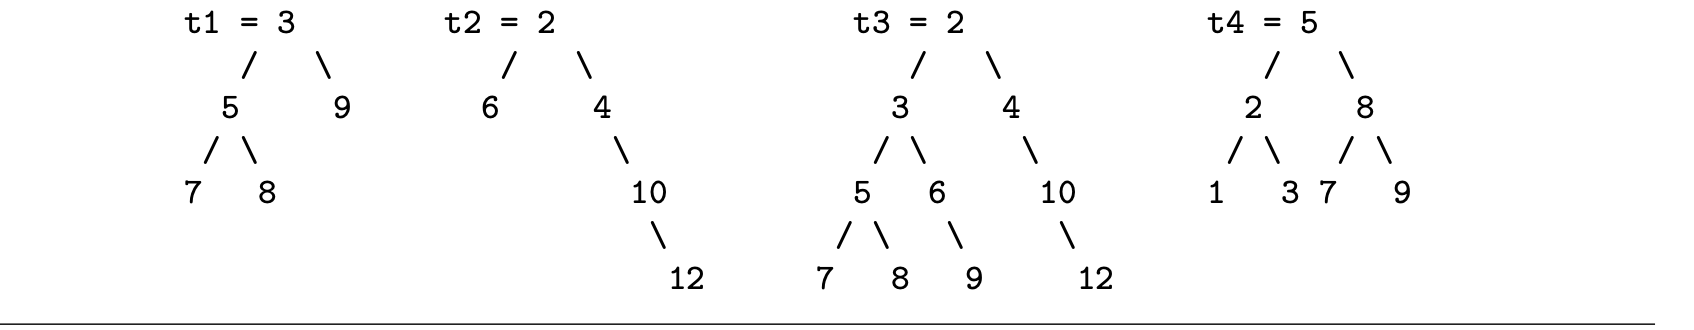 t1 = 3 t2 = 2 t3 = 2 t4 = 5
/ \ / \ / \ / \
5 9 6 4 3 4 2 8
/ \ \ / \ \ / \ / \
7 8 10 5 6 10 1 3 7 9
\ / \ \ \
12 7 8 9 12